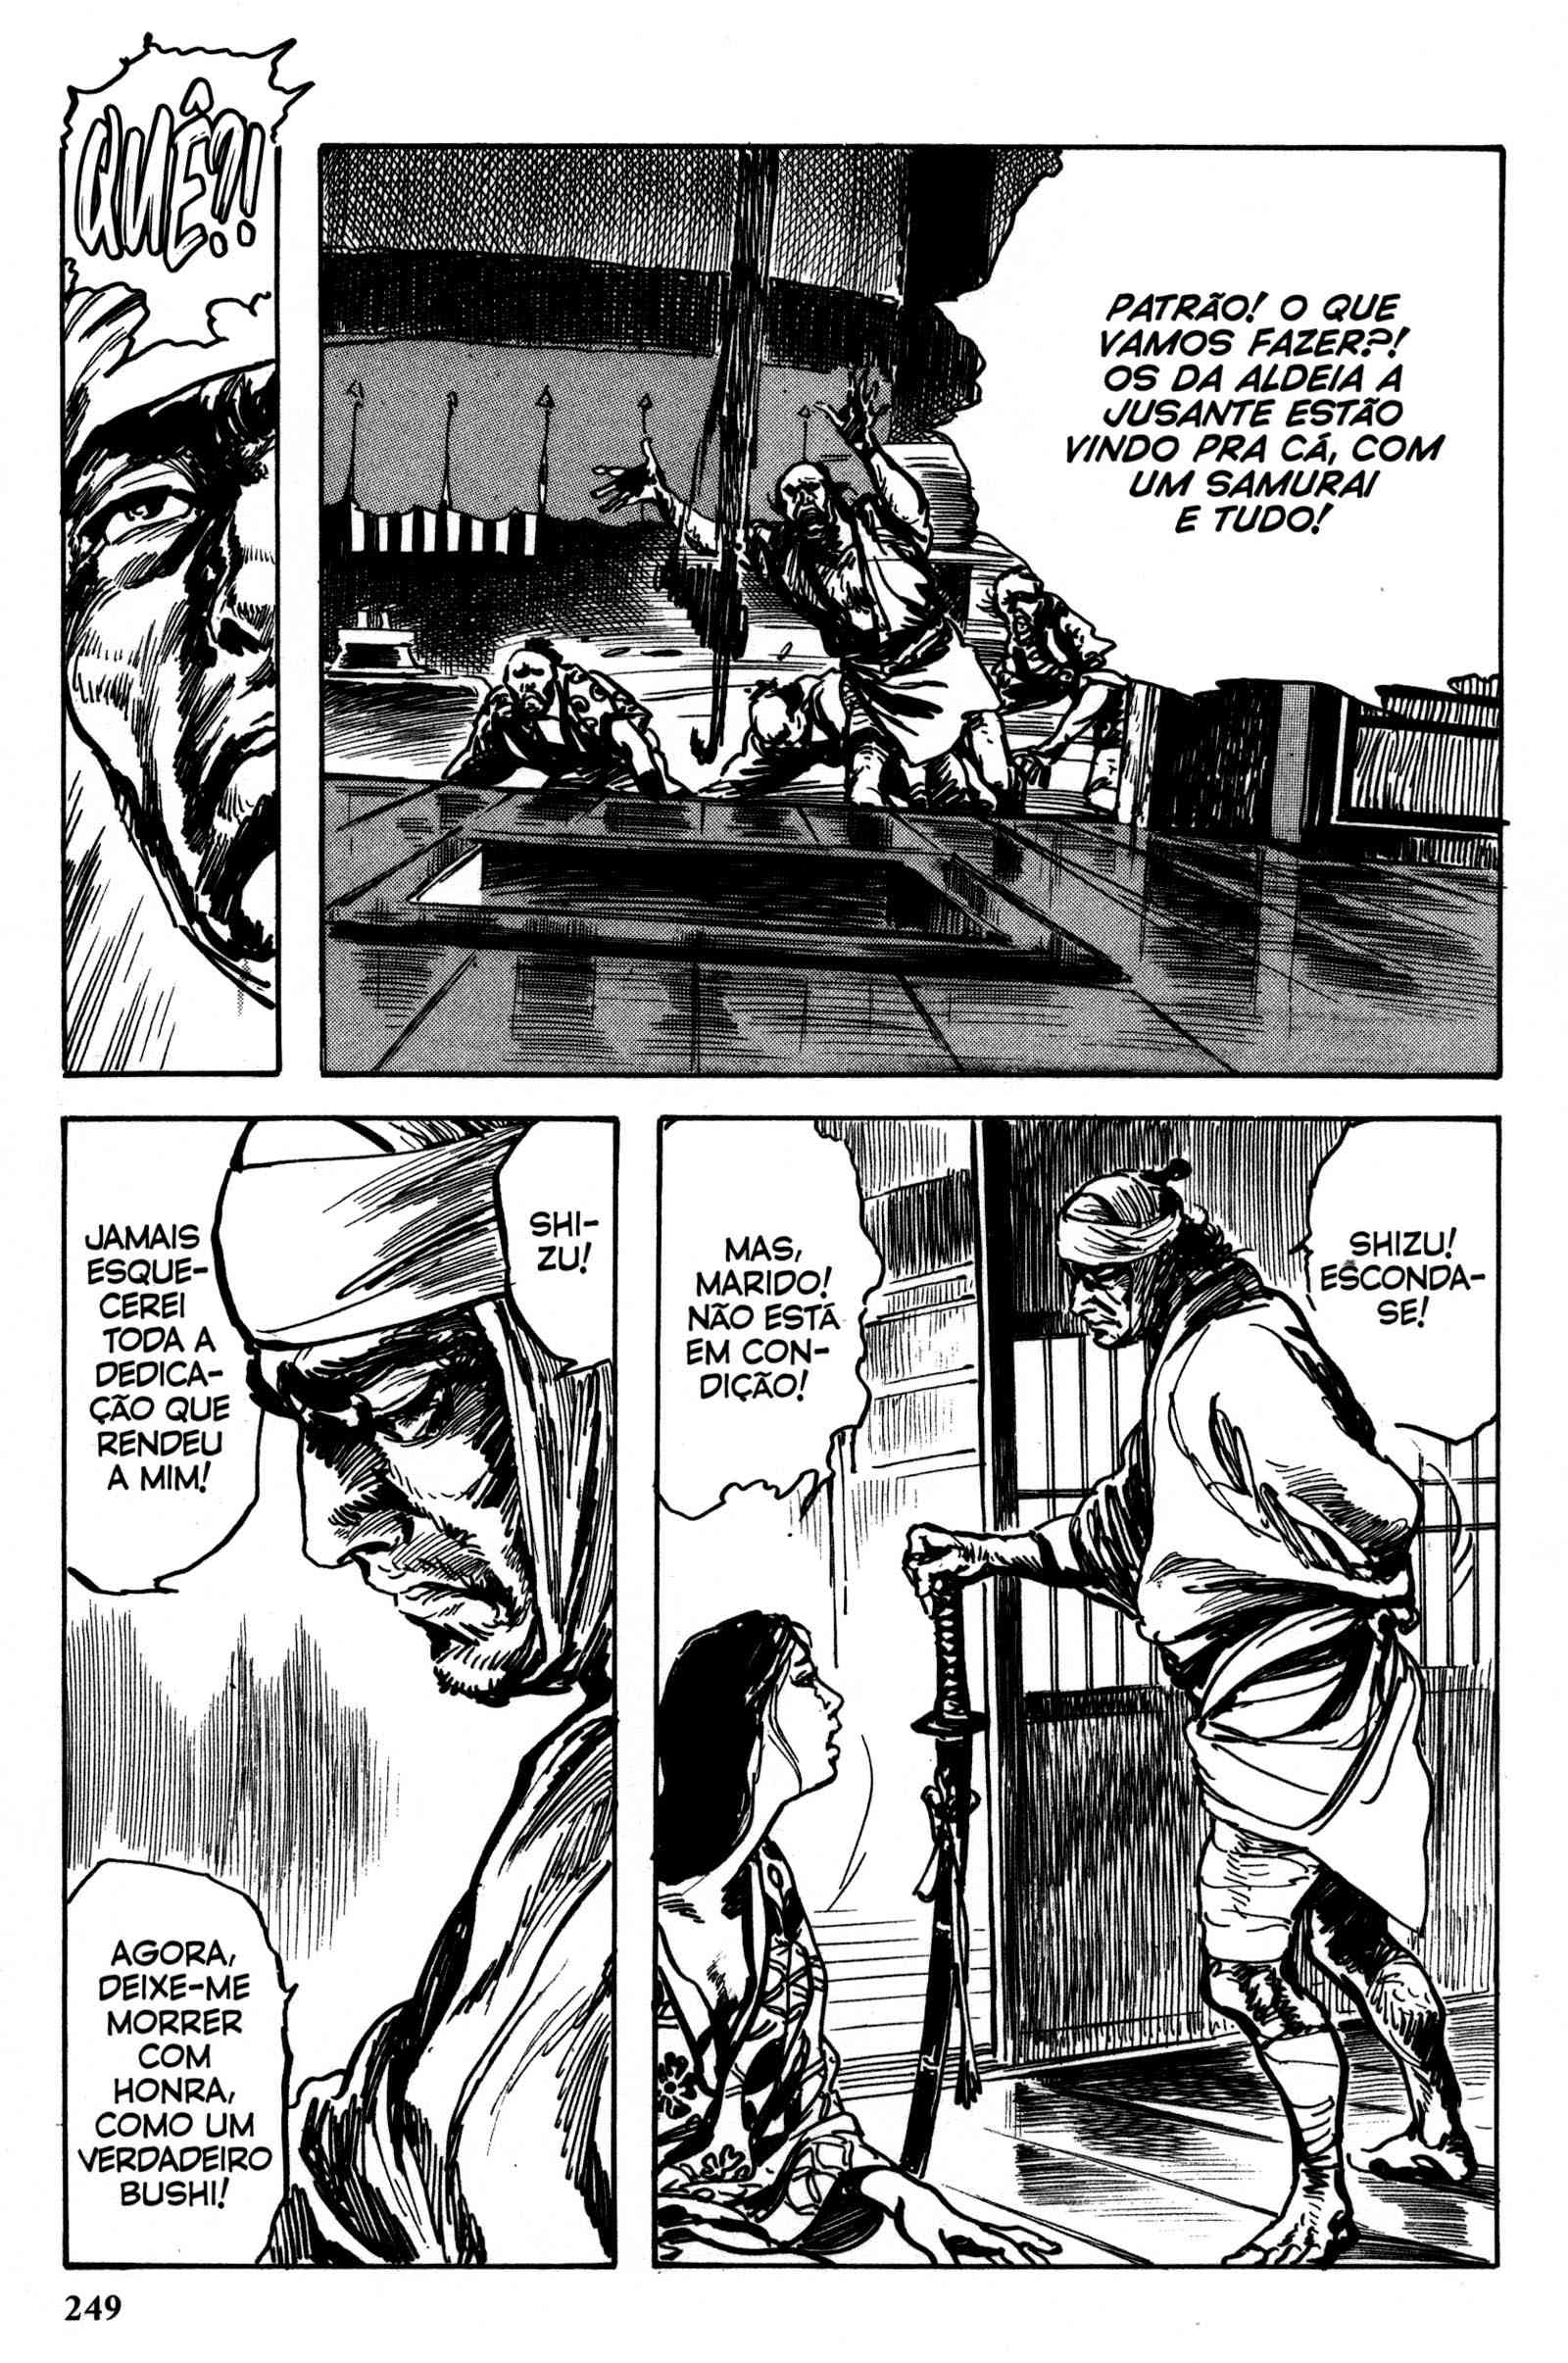 PATRÃO! O QUE
VAMOS FAZER?!
OS DA ALDEIA A
JUSANTE ESTÃO
VINDO PRA CÁ, COM
UM SAMURAI
E TUDO!
QUÊ?!
SHIZU!
ESCONDA-
SE!
MAS,
MARIDO!
NÃO ESTÁ
EM CON-
DIÇÃO!
SHI-
ZU!
JAMAIS
ESQUE-
CEREI
TODA A
DEDICA-
ÇÃO QUE
RENDEU
A MIM!
AGORA,
DEIXE-ME
MORRER
COM
HONRA,
COMO UM
VERDADEIRO
BUSHI!
249